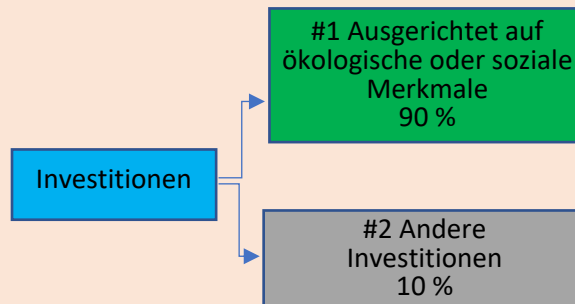 #1 Ausgerichtet auf
ökologische oder soziale
Merkmale
90 %
Investitionen
#2 Andere
Investitionen
10 %